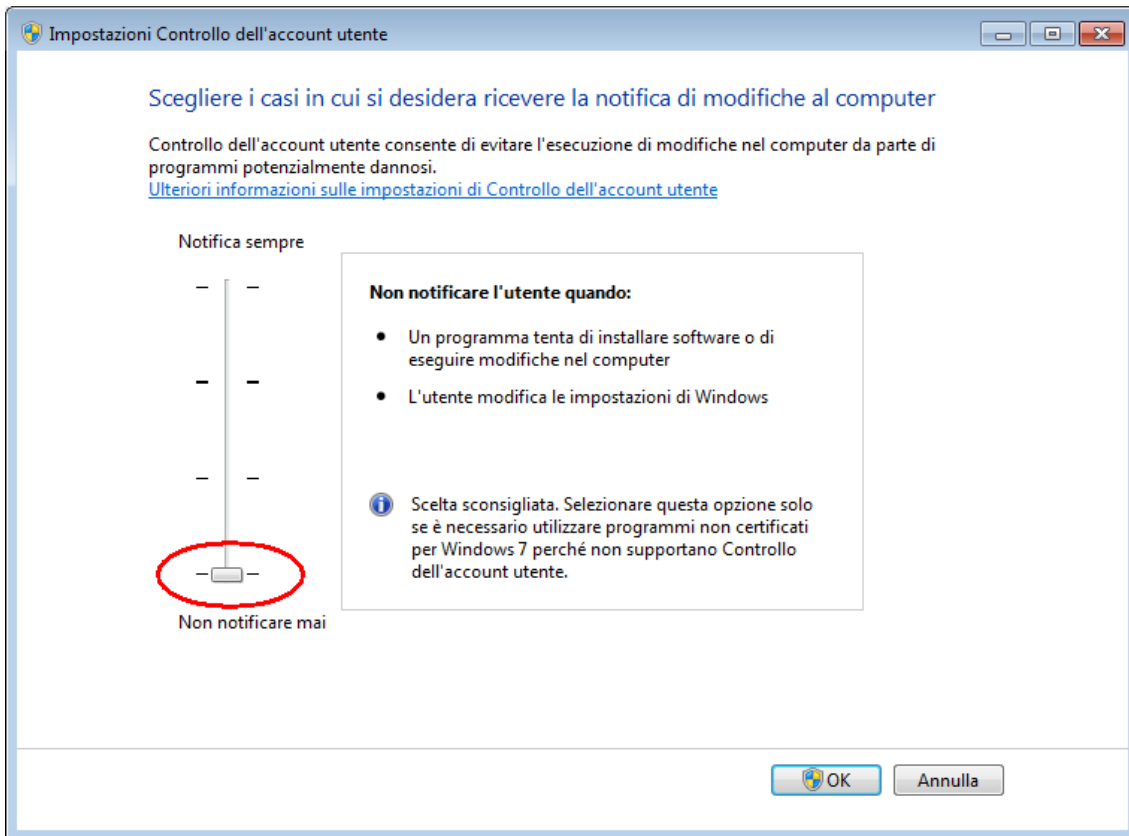 Impostazioni Controllo dell'account utente
Scegliere i casi in cui si desidera ricevere la notifica di modifiche al computer
Controllo dell'account utente consente di evitare l'esecuzione di modifiche nel computer da parte di
programmi potenzialmente dannosi.
Ulteriori informazioni sulle impostazioni di Controllo dell'account utente
Notifica sempre
Non notificare l'utente quando:
• Un programma tenta di installare software o di
eseguire modifiche nel computer
• L'utente modifica le impostazioni di Windows
Scelta sconsigliata. Selezionare questa opzione solo
se è necessario utilizzare programmi non certificati
per Windows 7 perché non supportano Controllo
dell'account utente.
Non notificare mai
OK
Annulla